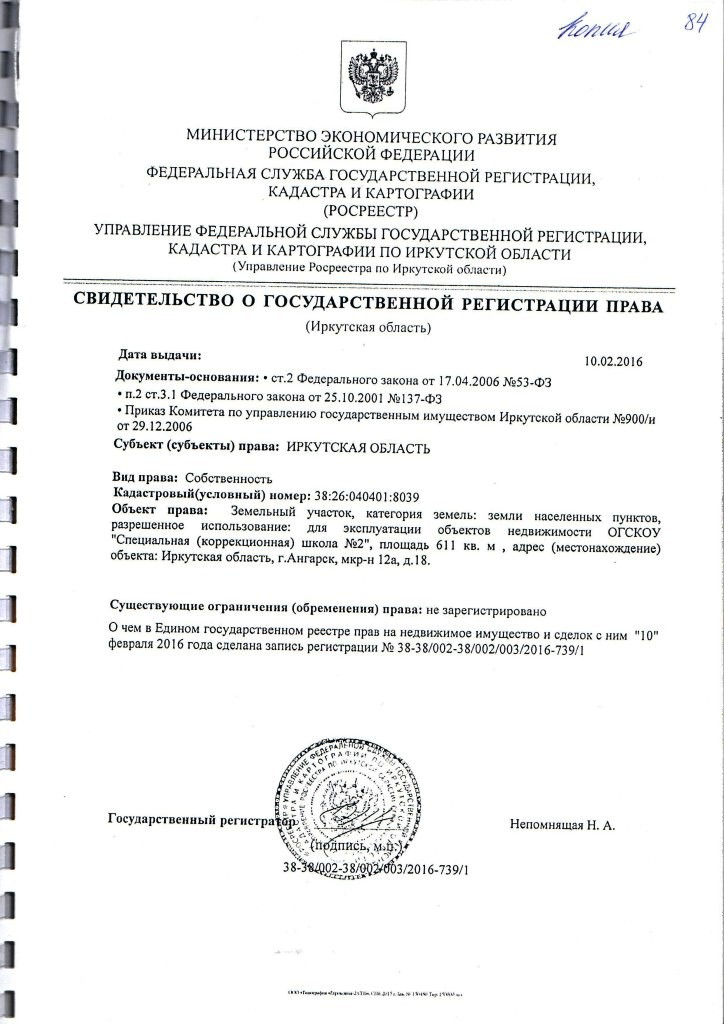 Копия 84
МИНИСТЕРСТВО ЭКОНОМИЧЕСКОГО РАЗВИТИЯ
РОССИЙСКОЙ ФЕДЕРАЦИИ
ФЕДЕРАЛЬНАЯ СЛУЖБА ГОСУДАРСТВЕННОЙ РЕГИСТРАЦИИ,
КАДАСТРА И КАРТОГРАФИИ
(РОСРЕЕСТР)
УПРАВЛЕНИЕ ФЕДЕРАЛЬНОЙ СЛУЖБЫ ГОСУДАРСТВЕННОЙ РЕГИСТРАЦИИ,
КАДАСТРА И КАРТОГРАФИИ ПО ИРКУТСКОЙ ОБЛАСТИ
(Управление Росреестра по Иркутской области)
СВИДЕТЕЛЬСТВО О ГОСУДАРСТВЕННОЙ РЕГИСТРАЦИИ ПРАВА
(Иркутская область)
Дата выдачи: 10.02.2016
Документы-основания: • ст.2 Федерального закона от 17.04.2006 №53-ФЗ
• п.2 ст.3.1 Федерального закона от 25.10.2001 №137-ФЗ
• Приказ Комитета по управлению государственным имуществом Иркутской области №900/и
от 29.12.2006
Субъект (субъекты) права: ИРКУТСКАЯ ОБЛАСТЬ
Вид права: Собственность
Кадастровый(условный) номер: 38:26:040401:8039
Объект права: Земельный участок, категория земель: земли населенных пунктов,
разрешенное использование: для эксплуатации объектов недвижимости ОГСКОУ
"Специальная (коррекционная) школа №2", площадь 611 кв. м , адрес (местонахождение)
объекта: Иркутская область, г.Ангарск, мкр-н 12а, д.18.
Существующие ограничения (обременения) права: не зарегистрировано
О чем в Едином государственном реестре прав на недвижимое имущество и сделок с ним "10"
февраля 2016 года сделана запись регистрации № 38-38/002-38/002/003/2016-739/1
Государственный регистратор Непомнящая Н. А.
(подпись, м.п.)
38-38/002-38/002/003/2016-739/1